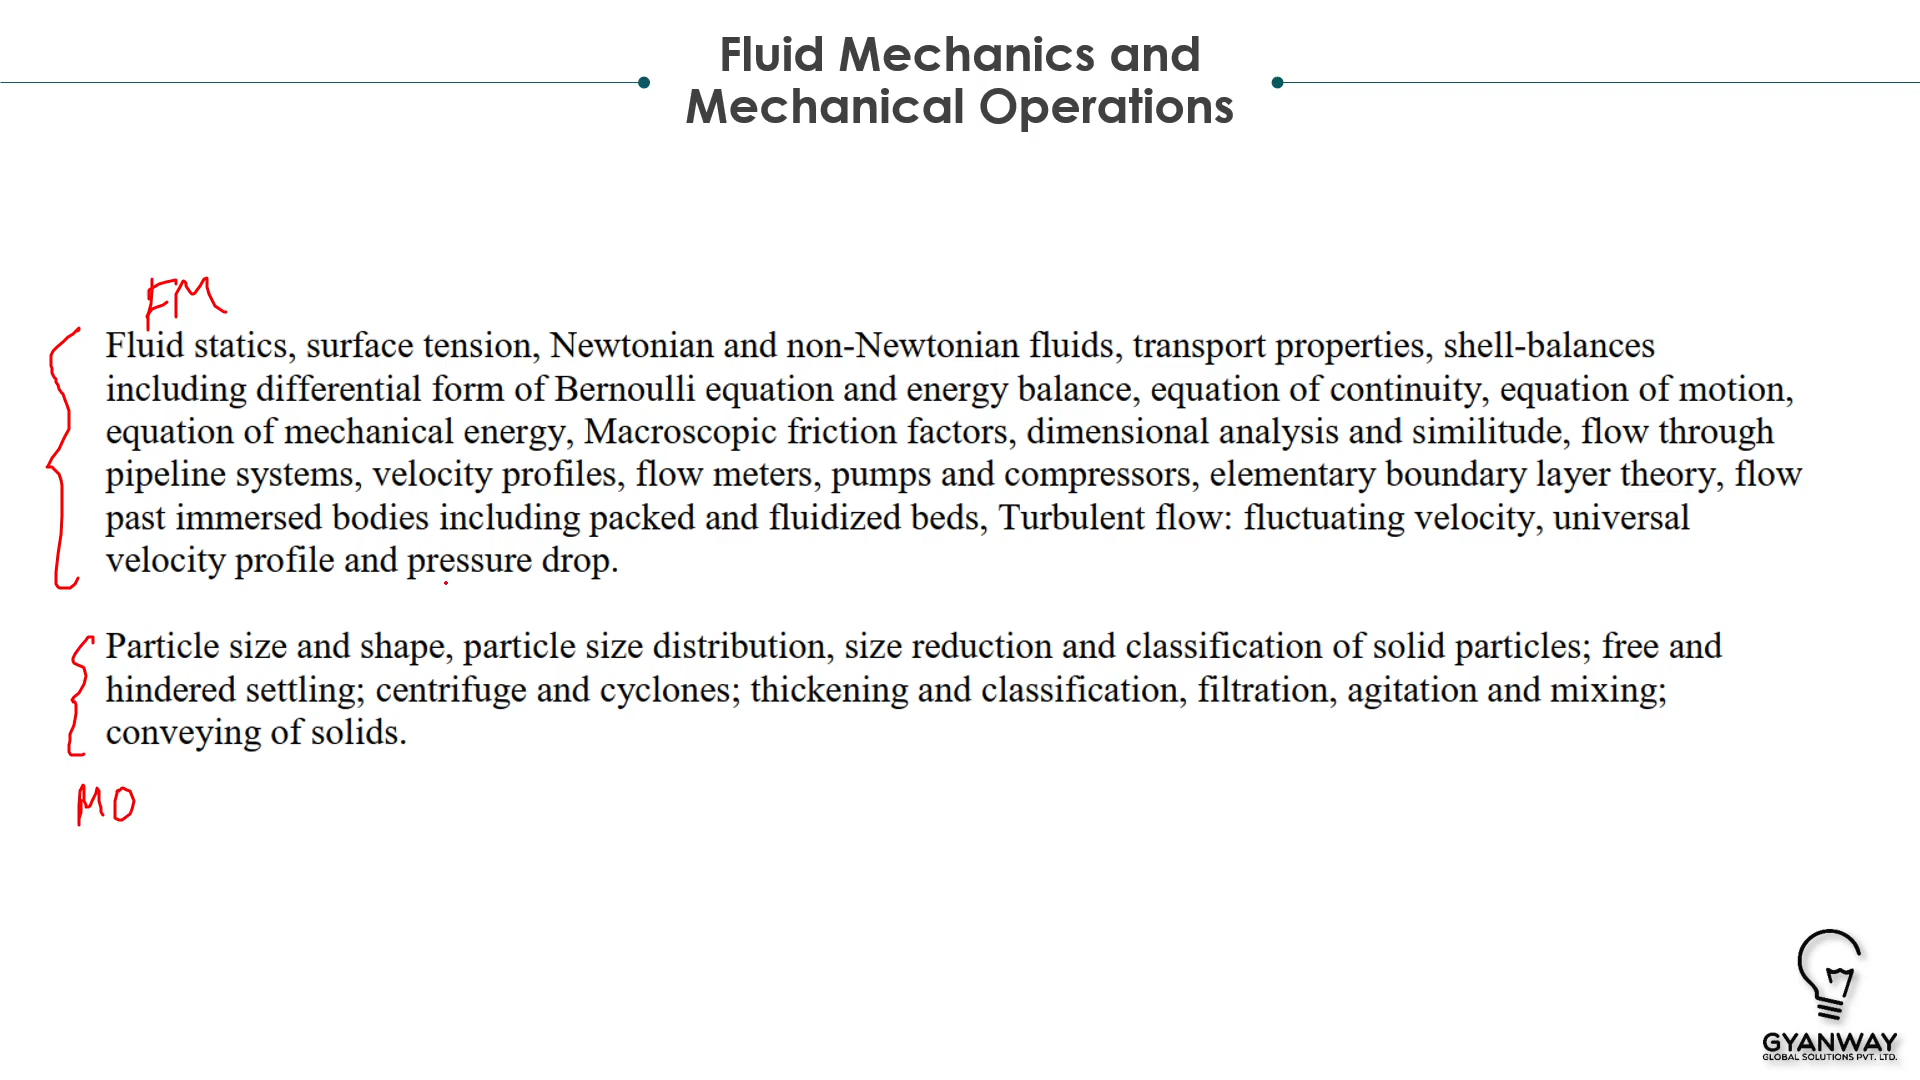 Fluid Mechanics and
Mechanical Operations
FM
Fluid statics, surface tension, Newtonian and non-Newtonian fluids, transport properties, shell-balances
including differential form of Bernoulli equation and energy balance, equation of continuity, equation of motion,
equation of mechanical energy, Macroscopic friction factors, dimensional analysis and similitude, flow through
pipeline systems, velocity profiles, flow meters, pumps and compressors, elementary boundary layer theory, flow
past immersed bodies including packed and fluidized beds, Turbulent flow: fluctuating velocity, universal
velocity profile and pressure drop.
Particle size and shape, particle size distribution, size reduction and classification of solid particles; free and
hindered settling; centrifuge and cyclones; thickening and classification, filtration, agitation and mixing;
conveying of solids.
MO
GYANWAY
GLOBAL SOLUTIONS PVT. LTD.